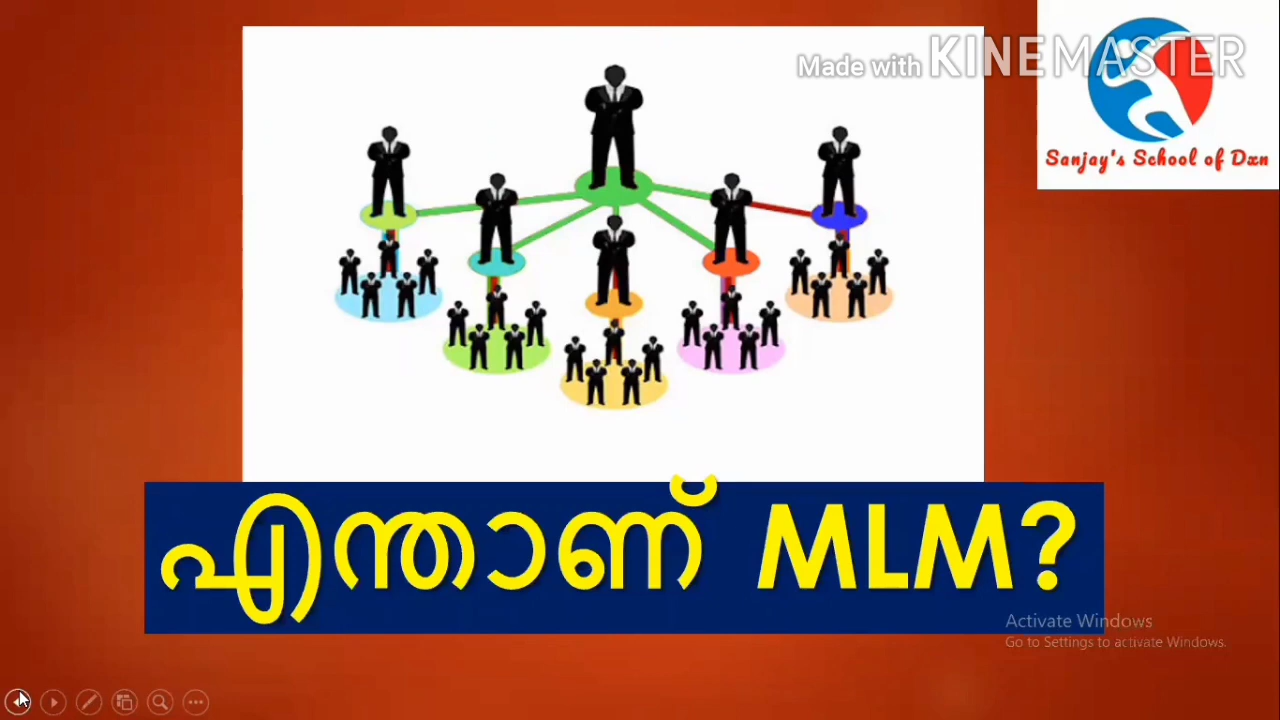 Made with KINEMASTER
Sanjay's School of Dxn
എന്താണ് MLM?
Activate Windows
Go to Settings to activate Windows.